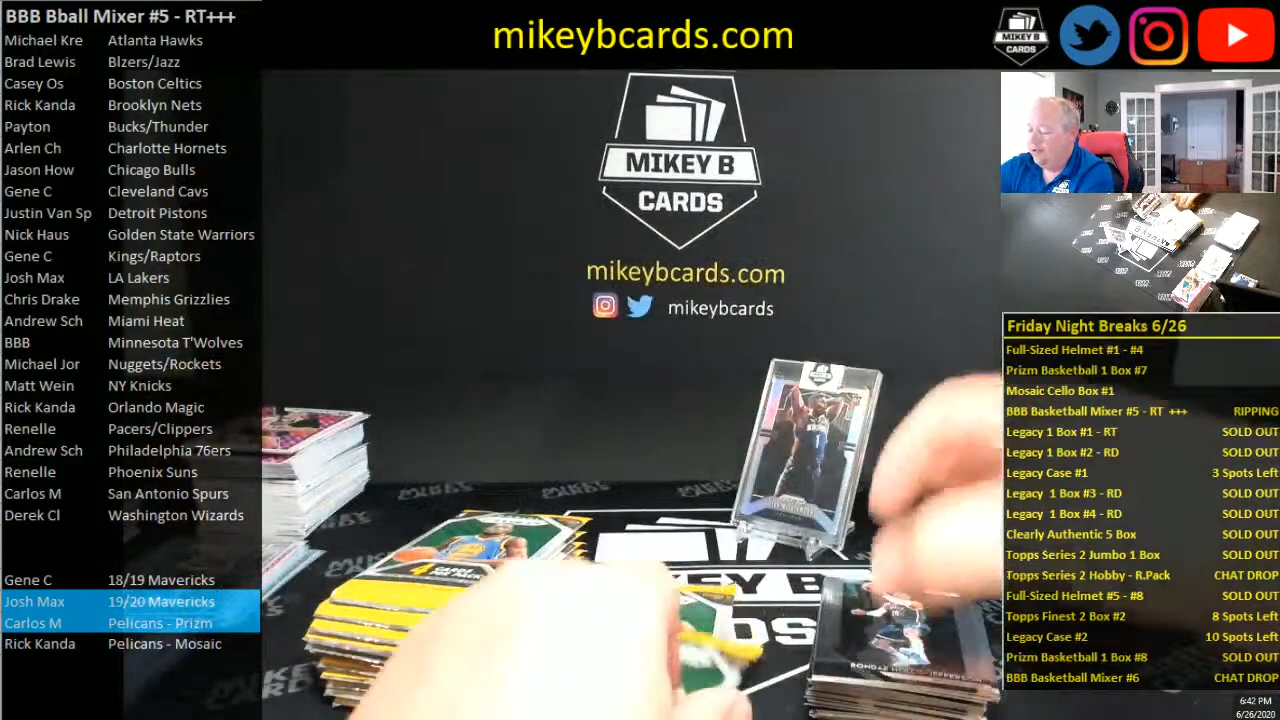 BBB Bball Mixer #5 - RT+++
Michael Kre Atlanta Hawks
Brad Lewis Blzers/Jazz
Casey Os Boston Celtics
Rick Kanda Brooklyn Nets
Payton Bucks/Thunder
Arlen Ch Charlotte Hornets
Jason How Chicago Bulls
Gene C Cleveland Cavs
Justin Van Sp Detroit Pistons
Nick Haus Golden State Warriors
Gene C Kings/Raptors
Josh Max LA Lakers
Chris Drake Memphis Grizzlies
Andrew Sch Miami Heat
BBB Minnesota T'Wolves
Michael Jor Nuggets/Rockets
Matt Wein NY Knicks
Rick Kanda Orlando Magic
Renelle Pacers/Clippers
Andrew Sch Philadelphia 76ers
Renelle Phoenix Suns
Carlos M San Antonio Spurs
Derek Cl Washington Wizards
Gene C 18/19 Mavericks
Josh Max 19/20 Mavericks
Carlos M Pelicans - Prizm
Rick Kanda Pelicans - Mosaic
mikeybcards.com
MIKEY B
CARDS
mikeybcards.com
mikeybcards
4 CARDS
RONDAE HOLLIS-JEFFERSON
MIKEY B
CARDS
Friday Night Breaks 6/26
Full-Sized Helmet #1 - #4
Prizm Basketball 1 Box #7
Mosaic Cello Box #1
BBB Basketball Mixer #5 - RT +++ RIPPING
Legacy 1 Box #1 - RT SOLD OUT
Legacy 1 Box #2 - RD SOLD OUT
Legacy Case #1 3 Spots Left
Legacy 1 Box #3 - RD SOLD OUT
Legacy 1 Box #4 - RD SOLD OUT
Clearly Authentic 5 Box SOLD OUT
Topps Series 2 Jumbo 1 Box SOLD OUT
Topps Series 2 Hobby - R.Pack CHAT DROP
Full-Sized Helmet #5 - #8 SOLD OUT
Topps Finest 2 Box #2 8 Spots Left
Legacy Case #2 10 Spots Left
Prizm Basketball 1 Box #8 SOLD OUT
BBB Basketball Mixer #6 CHAT DROP
6:42 PM
6/26/2020